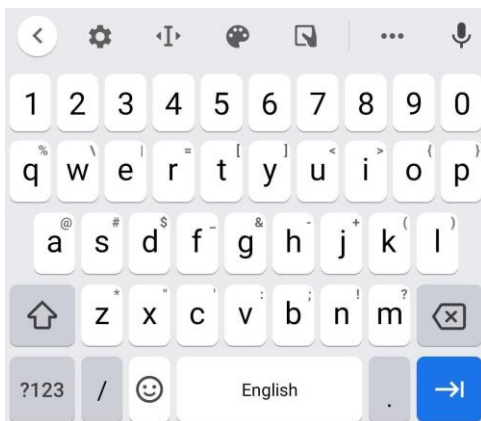 1 2 3 4 5 6 7 8 9 0
q % w \ e | r = t [ y ] u < i > o { p }
a @ s # d $ f _ g & h - j + k ( l )
z * x " c ' v : b ; n ! m ?
?123 / English .